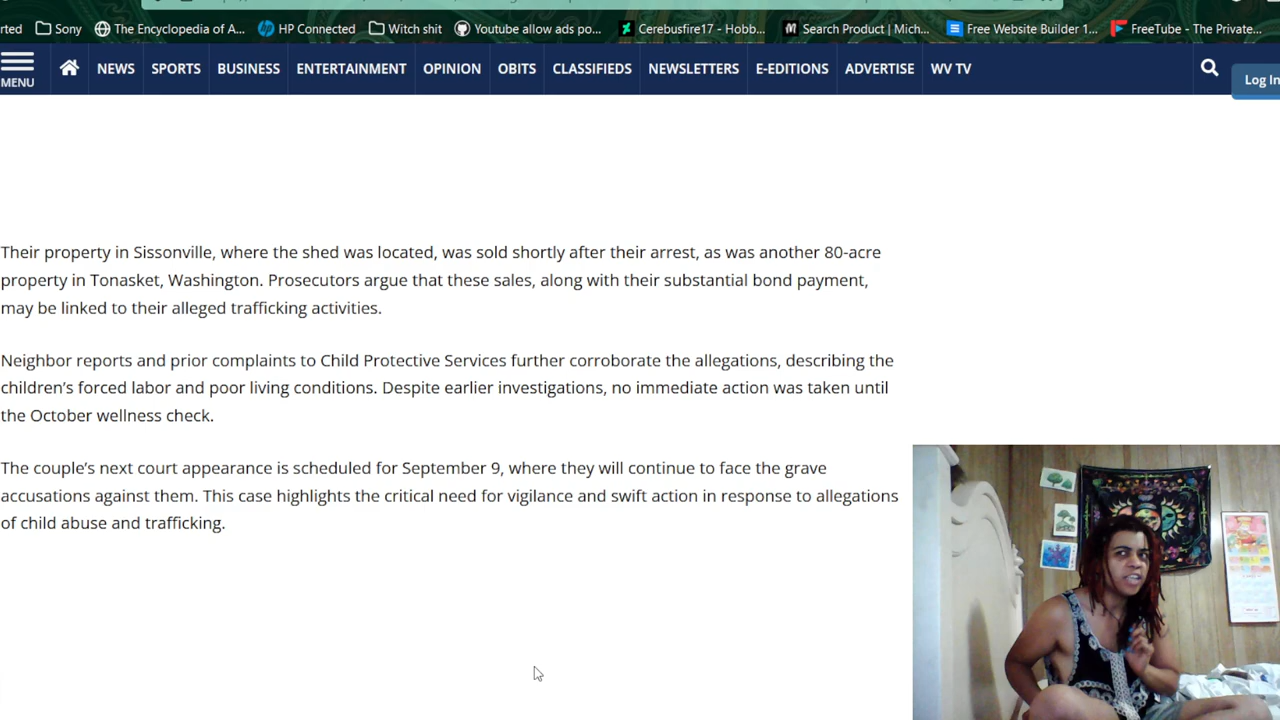 rted Sony The Encyclopedia of A... HP Connected Witch shit Youtube allow ads po... Cerebusfire17 - Hobb... Search Product | Mich... Free Website Builder 1... FreeTube - The Private...
MENU NEWS SPORTS BUSINESS ENTERTAINMENT OPINION OBITS CLASSIFIEDS NEWSLETTERS E-EDITIONS ADVERTISE WV TV Log In
Their property in Sissonville, where the shed was located, was sold shortly after their arrest, as was another 80-acre
property in Tonasket, Washington. Prosecutors argue that these sales, along with their substantial bond payment,
may be linked to their alleged trafficking activities.
Neighbor reports and prior complaints to Child Protective Services further corroborate the allegations, describing the
children's forced labor and poor living conditions. Despite earlier investigations, no immediate action was taken until
the October wellness check.
The couple's next court appearance is scheduled for September 9, where they will continue to face the grave
accusations against them. This case highlights the critical need for vigilance and swift action in response to allegations
of child abuse and trafficking.